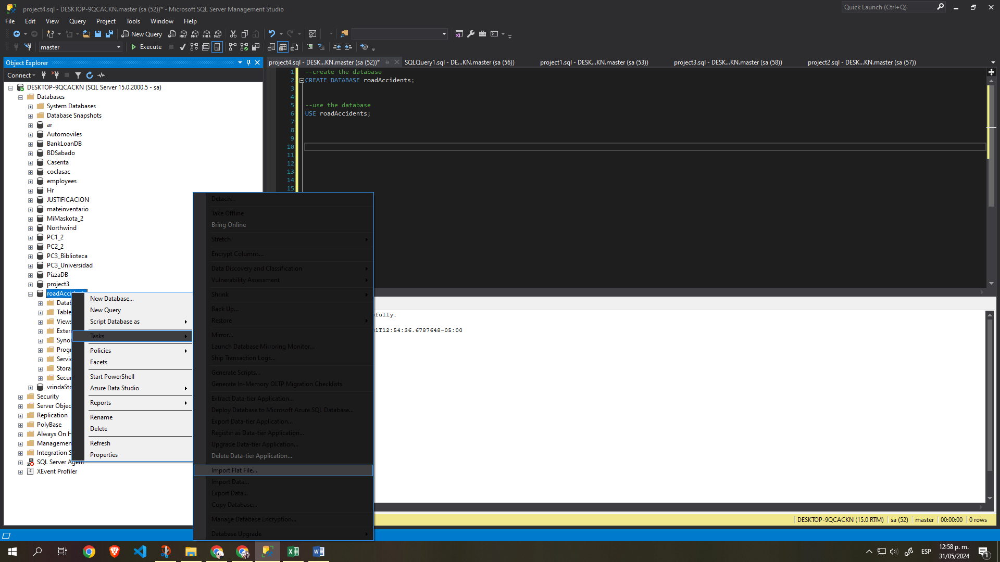 project4.sql - DESKTOP-9QCACKN.master (sa (52))* - Microsoft SQL Server Management Studio
Quick Launch (Ctrl+Q)
File Edit View Query Project Tools Window Help
New Query MDX DMX XMLA DAX
master Execute
Object Explorer
Connect
DESKTOP-9QCACKN (SQL Server 15.0.2000.5 - sa)
Databases
System Databases
Database Snapshots
ar
Automoviles
BankLoanDB
BDSabado
Caserita
coclasac
employees
Hr
JUSTIFICACION
mateinventario
MiMaskota_2
Northwind
PC1_2
PC2_2
PC3_Biblioteca
PC3_Universidad
PizzaDB
project3
roadAccident
Datab
Table
Views
Extern
Synor
Progr
Servic
Stora
Secur
vrindaSto
Security
Server Objec
Replication
PolyBase
Always On H
Managemen
Integration S
SQL Server Agent
XEvent Profiler
New Database...
New Query
Script Database as
Tasks
Policies
Facets
Start PowerShell
Azure Data Studio
Reports
Rename
Delete
Refresh
Properties
Detach...
Take Offline
Bring Online
Stretch
Encrypt Columns...
Data Discovery and Classification
Vulnerability Assessment
Shrink
Back Up...
Restore
Mirror...
Launch Database Mirroring Monitor...
Ship Transaction Logs...
Generate Scripts...
Generate In-Memory OLTP Migration Checklists
Extract Data-tier Application...
Deploy Database to Microsoft Azure SQL Database...
Export Data-tier Application...
Register as Data-tier Application...
Upgrade Data-tier Application...
Delete Data-tier Application...
Import Flat File...
Import Data...
Export Data...
Copy Database...
Manage Database Encryption...
Database Upgrade
project4.sql - DESK...KN.master (sa (52))* SQLQuery1.sql - DE...KN.master (sa (56)) project1.sql - DESK...KN.master (sa (53)) project3.sql - DESK...KN.master (sa (58)) project2.sql - DESK...KN.master (sa (57))
1 --create the database
2 CREATE DATABASE roadAccidents;
3
4
5 --use the database
6 USE roadAccidents;
7
8
9
10
11
12
13
14
15
fully.
1T12:54:36.6787648-05:00
DESKTOP-9QCACKN (15.0 RTM) sa (52) master 00:00:00 0 rows
ESP
12:58 p. m.
31/05/2024
1